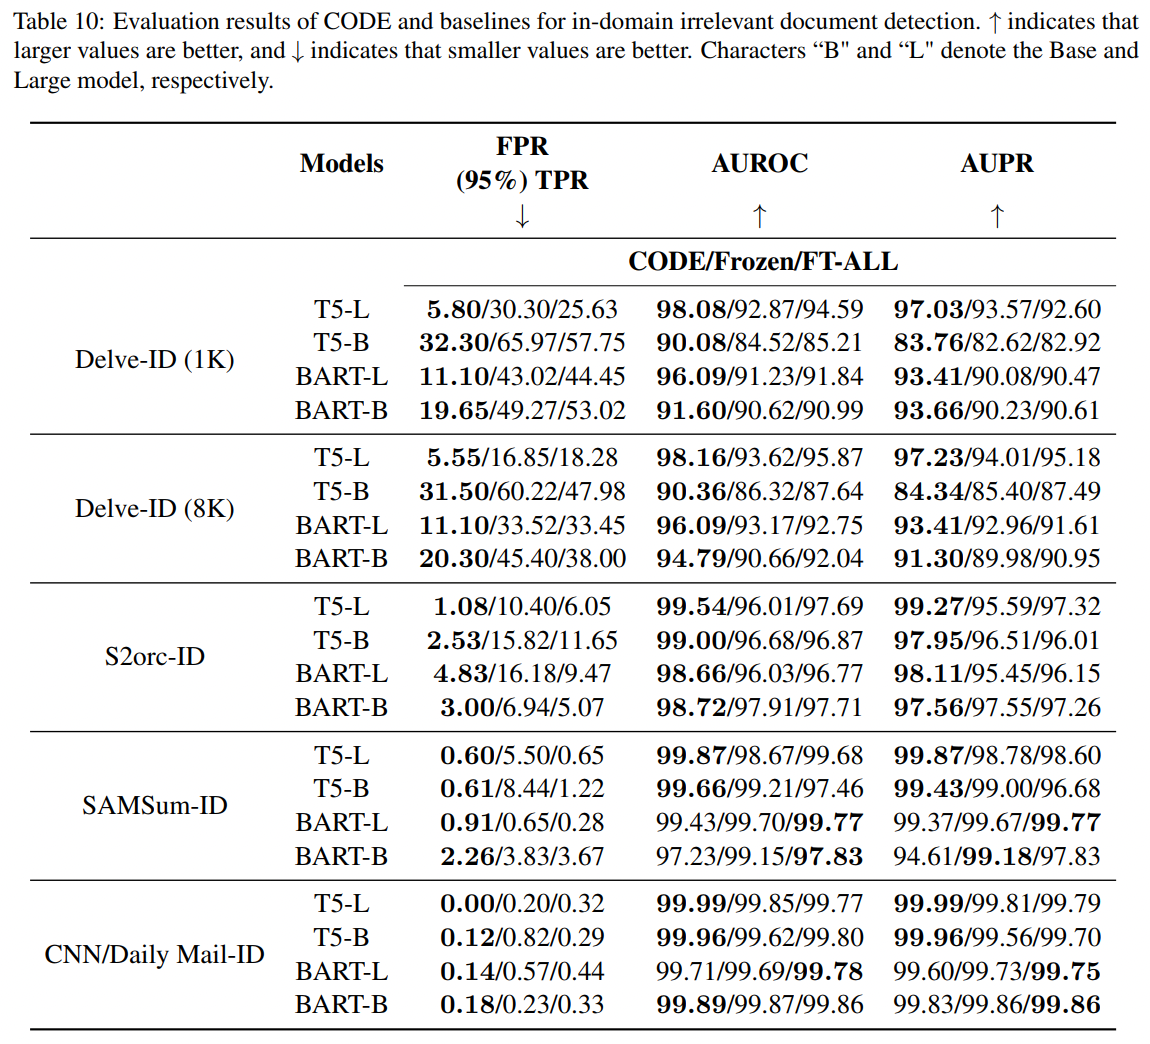 Table 10: Evaluation results of CODE and baselines for in-domain irrelevant document detection. ↑ indicates that
larger values are better, and ↓ indicates that smaller values are better. Characters “B" and “L" denote the Base and
Large model, respectively.
Models FPR (95%) TPR AUROC AUPR
↓ ↑ ↑
CODE/Frozen/FT-ALL
Delve-ID (1K)
T5-L 5.80/30.30/25.63 98.08/92.87/94.59 97.03/93.57/92.60
T5-B 32.30/65.97/57.75 90.08/84.52/85.21 83.76/82.62/82.92
BART-L 11.10/43.02/44.45 96.09/91.23/91.84 93.41/90.08/90.47
BART-B 19.65/49.27/53.02 91.60/90.62/90.99 93.66/90.23/90.61
Delve-ID (8K)
T5-L 5.55/16.85/18.28 98.16/93.62/95.87 97.23/94.01/95.18
T5-B 31.50/60.22/47.98 90.36/86.32/87.64 84.34/85.40/87.49
BART-L 11.10/33.52/33.45 96.09/93.17/92.75 93.41/92.96/91.61
BART-B 20.30/45.40/38.00 94.79/90.66/92.04 91.30/89.98/90.95
S2orc-ID
T5-L 1.08/10.40/6.05 99.54/96.01/97.69 99.27/95.59/97.32
T5-B 2.53/15.82/11.65 99.00/96.68/96.87 97.95/96.51/96.01
BART-L 4.83/16.18/9.47 98.66/96.03/96.77 98.11/95.45/96.15
BART-B 3.00/6.94/5.07 98.72/97.91/97.71 97.56/97.55/97.26
SAMSum-ID
T5-L 0.60/5.50/0.65 99.87/98.67/99.68 99.87/98.78/98.60
T5-B 0.61/8.44/1.22 99.66/99.21/97.46 99.43/99.00/96.68
BART-L 0.91/0.65/0.28 99.43/99.70/99.77 99.37/99.67/99.77
BART-B 2.26/3.83/3.67 97.23/99.15/97.83 94.61/99.18/97.83
CNN/Daily Mail-ID
T5-L 0.00/0.20/0.32 99.99/99.85/99.77 99.99/99.81/99.79
T5-B 0.12/0.82/0.29 99.96/99.62/99.80 99.96/99.56/99.70
BART-L 0.14/0.57/0.44 99.71/99.69/99.78 99.60/99.73/99.75
BART-B 0.18/0.23/0.33 99.89/99.87/99.86 99.83/99.86/99.86